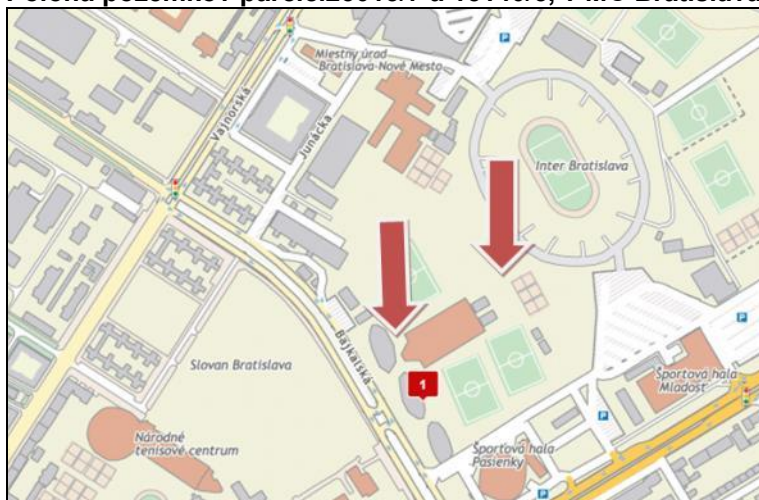 Miestny úrad
Bratislava-Nové Mesto
Vajnorská
Junácka
P
Inter Bratislava
P
Bajkalská
Slovan Bratislava
1
Športová hala
Mladosť
P
Národné
tenisové centrum
Športová hala
Pasienky
P